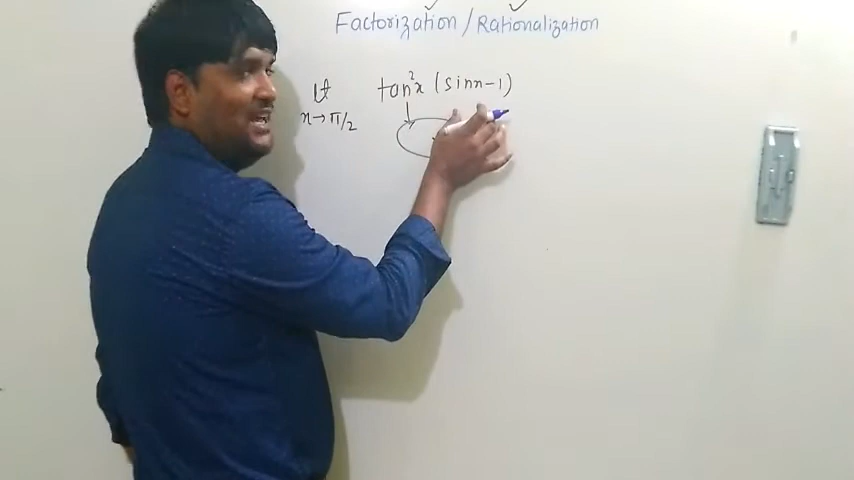 Factorization / Rationalization
lt tan²x (sinx-1)
x→π/2